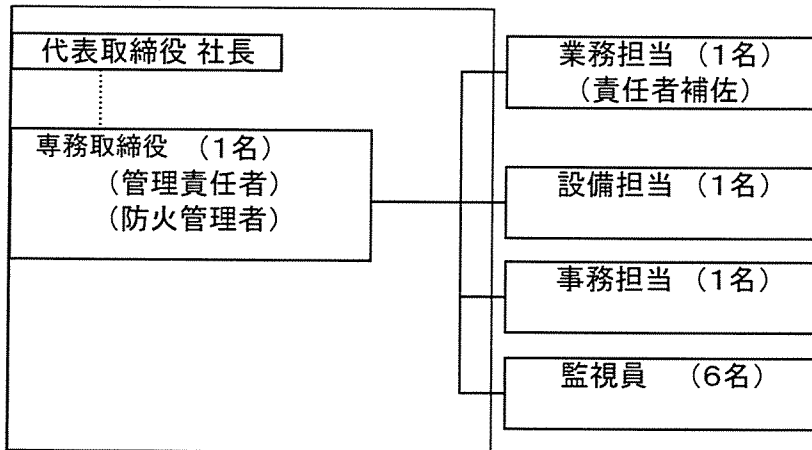 代表取締役 社長
専務取締役 （1名）
（管理責任者）
（防火管理者）
業務担当 （1名）
（責任者補佐）
設備担当 （1名）
事務担当 （1名）
監視員 （6名）